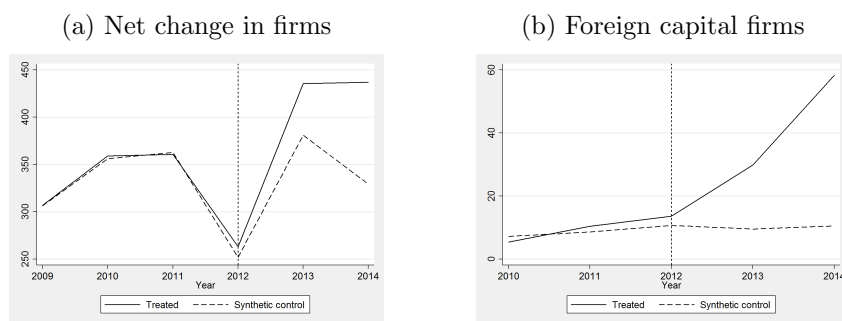 (a) Net change in firms
450
400
350
300
250
2009 2010 2011 2012 2013 2014
Year
Treated Synthetic control
(b) Foreign capital firms
60
40
20
0
2010 2011 2012 2013 2014
Year
Treated Synthetic control